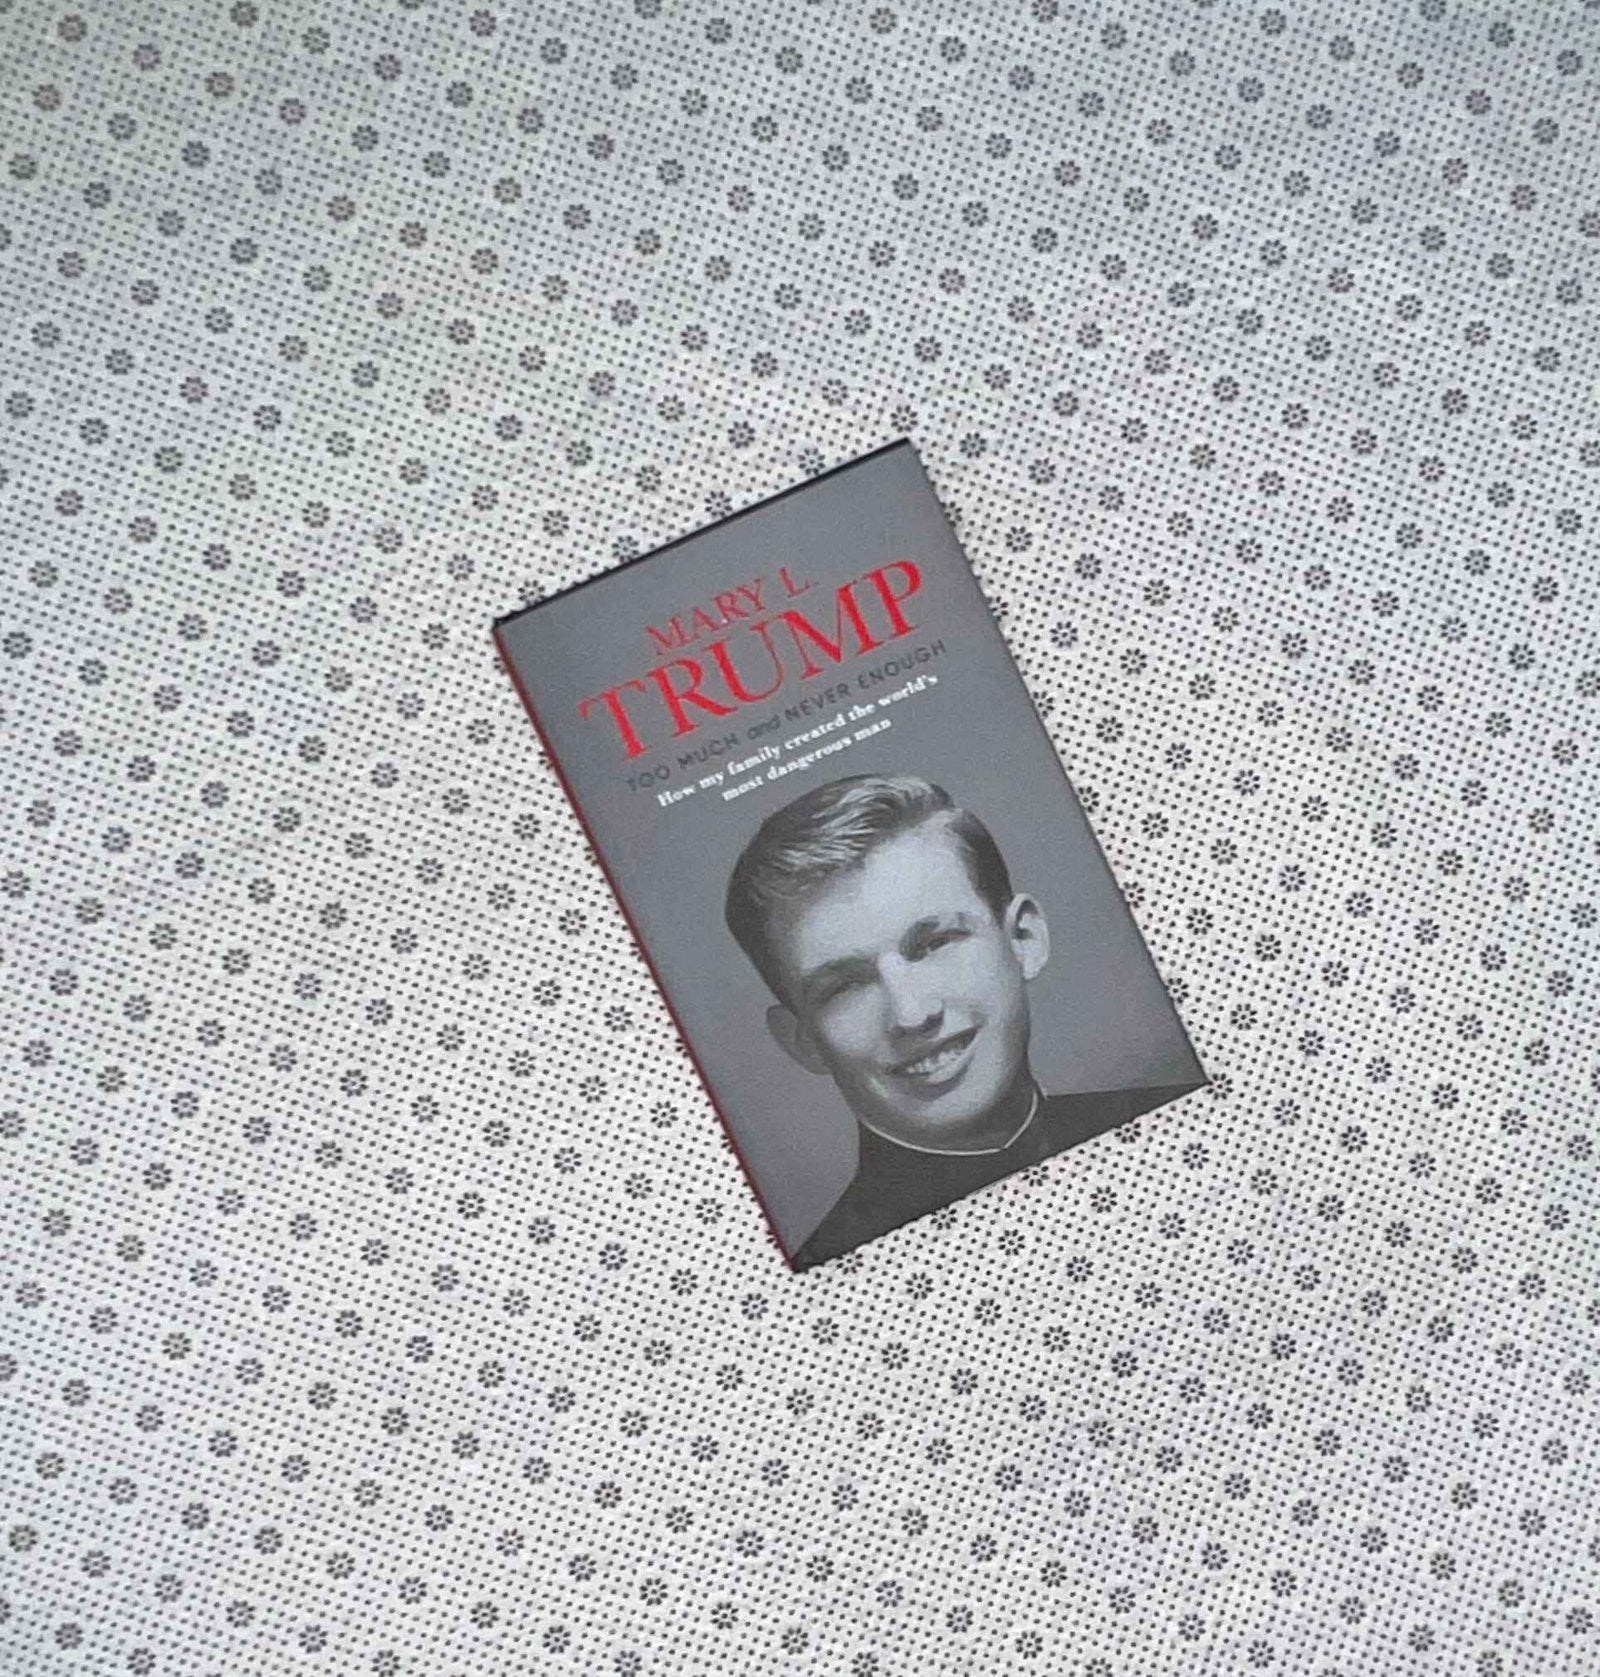 MARY L.
TRUMP
TOO MUCH and NEVER ENOUGH
How my family created the world's
most dangerous man